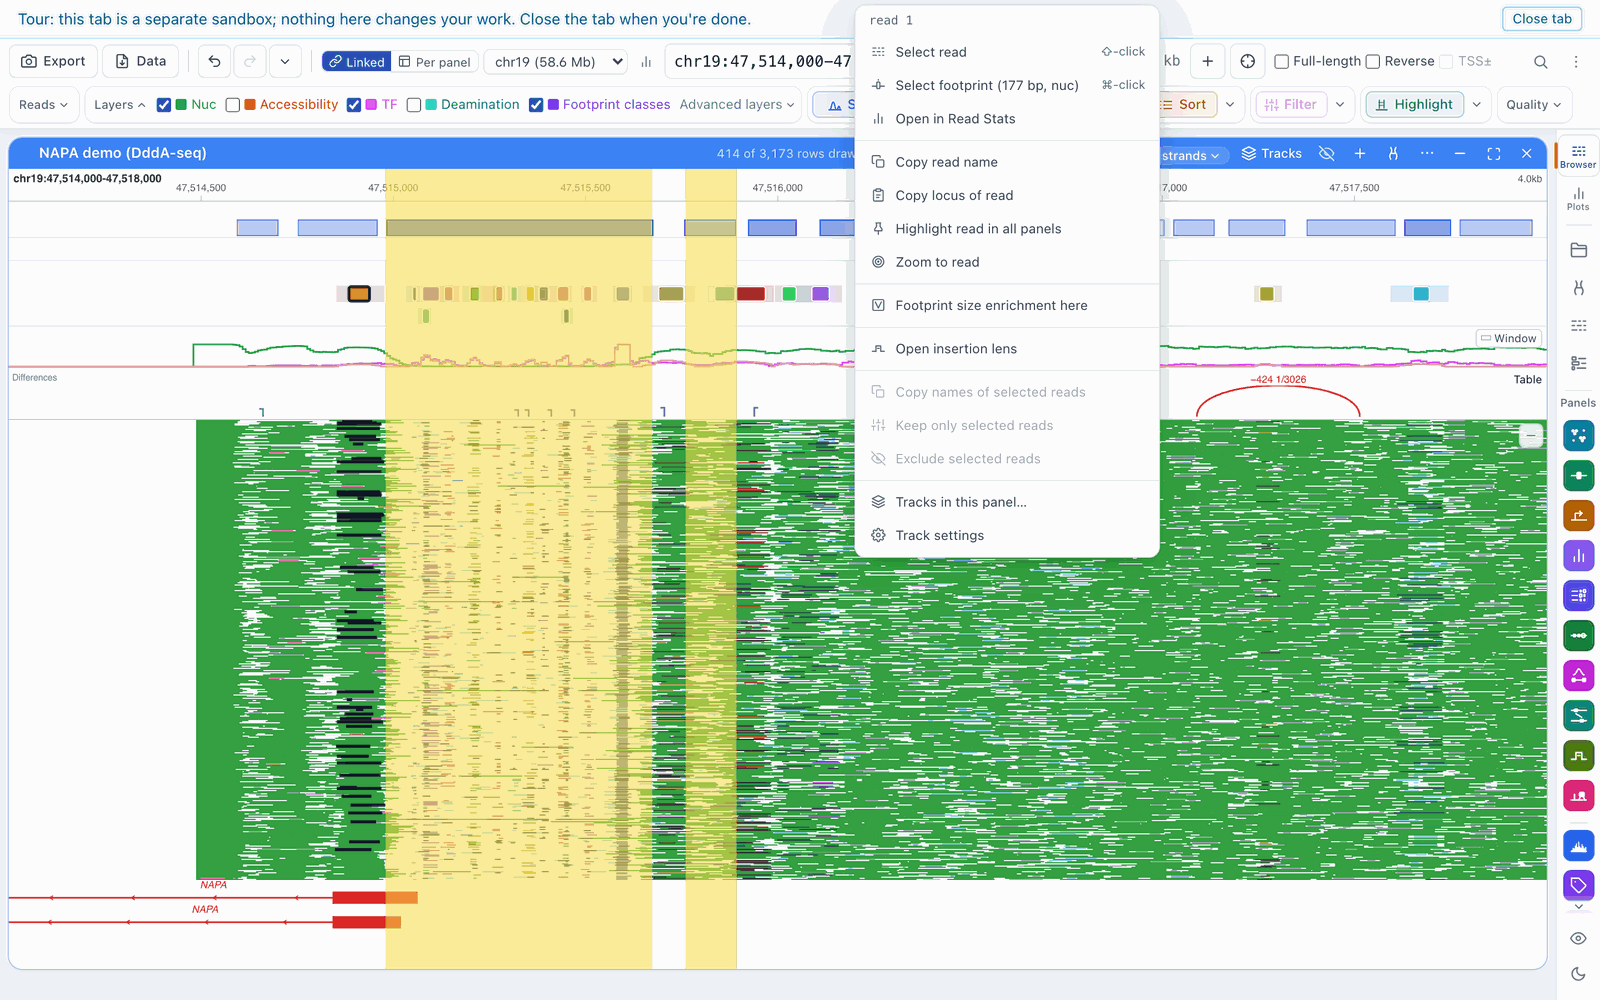 Tour: this tab is a separate sandbox; nothing here changes your work. Close the tab when you're done.
Close tab
Export
Data
Linked
Per panel
chr19 (58.6 Mb)
chr19:47,514,000–47
kb
Full-length
Reverse
TSS±
Reads
Layers
Nuc
Accessibility
TF
Deamination
Footprint classes
Advanced layers
Sort
Filter
Highlight
Quality
NAPA demo (DddA-seq)
414 of 3,173 rows draw
strands
Tracks
chr19:47,514,000-47,518,000
4.0kb
47,514,500
47,515,000
47,515,500
47,516,000
7,000
47,517,500
Window
Differences
Table
−424 1/3026
NAPA
NAPA
read 1
Select read
⇧-click
Select footprint (177 bp, nuc)
⌘-click
Open in Read Stats
Copy read name
Copy locus of read
Highlight read in all panels
Zoom to read
Footprint size enrichment here
Open insertion lens
Copy names of selected reads
Keep only selected reads
Exclude selected reads
Tracks in this panel...
Track settings
Browser
Plots
Panels